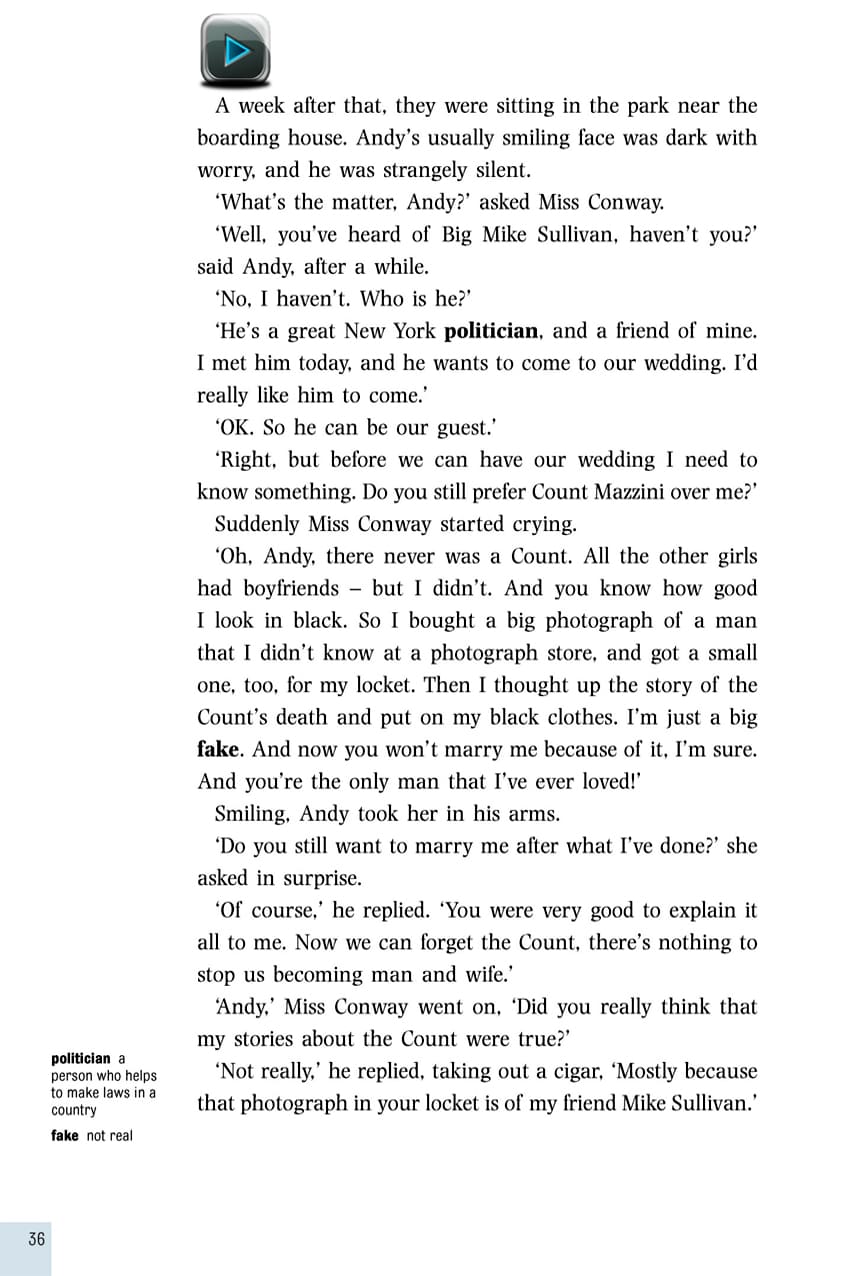 A week after that, they were sitting in the park near the
boarding house. Andy's usually smiling face was dark with
worry, and he was strangely silent.
‘What's the matter, Andy?’ asked Miss Conway.
‘Well, you've heard of Big Mike Sullivan, haven't you?’
said Andy, after a while.
‘No, I haven't. Who is he?’
‘He's a great New York politician, and a friend of mine.
I met him today, and he wants to come to our wedding. I'd
really like him to come.’
‘OK. So he can be our guest.’
‘Right, but before we can have our wedding I need to
know something. Do you still prefer Count Mazzini over me?’
Suddenly Miss Conway started crying.
‘Oh, Andy, there never was a Count. All the other girls
had boyfriends – but I didn't. And you know how good
I look in black. So I bought a big photograph of a man
that I didn't know at a photograph store, and got a small
one, too, for my locket. Then I thought up the story of the
Count's death and put on my black clothes. I'm just a big
fake. And now you won't marry me because of it, I'm sure.
And you're the only man that I've ever loved!’
Smiling, Andy took her in his arms.
‘Do you still want to marry me after what I've done?’ she
asked in surprise.
‘Of course,’ he replied. ‘You were very good to explain it
all to me. Now we can forget the Count, there's nothing to
stop us becoming man and wife.’
‘Andy,’ Miss Conway went on, ‘Did you really think that
my stories about the Count were true?’
‘Not really,’ he replied, taking out a cigar, ‘Mostly because
that photograph in your locket is of my friend Mike Sullivan.’
politician a
person who helps
to make laws in a
country
fake not real
36